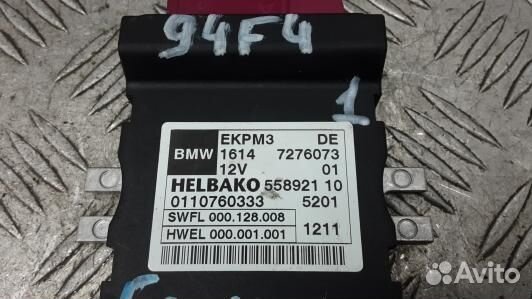 94F4
1
EKPM3 DE
BMW 1614 7276073
12V 01
HELBAKO 558921 10
0110760333 5201
SWFL 000.128.008
HWEL 000.001.001 1211
Avito